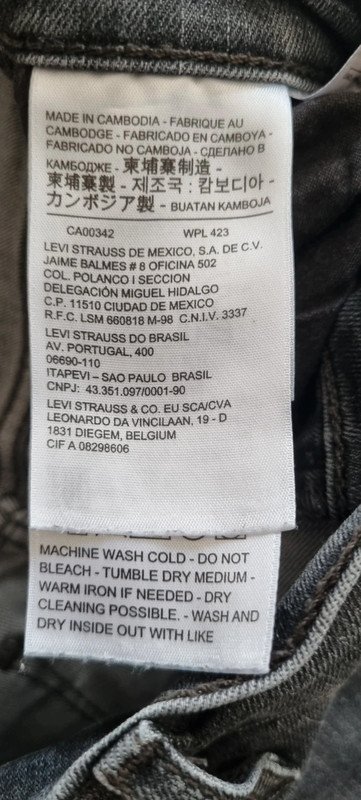 MADE IN CAMBODIA - FABRIQUE AU
CAMBODGE - FABRICADO EN CAMBOYA -
FABRICADO NO CAMBOJA - СДЕЛАНО В
КАМБОДЖЕ - 柬埔寨制造 -
柬埔寨製 - 제조국 : 캄보디아 -
カンボジア製 - BUATAN KAMBOJA
CA00342 WPL 423
LEVI STRAUSS DE MEXICO, S.A. DE C.V.
JAIME BALMES # 8 OFICINA 502
COL. POLANCO I SECCION
DELEGACIÓN MIGUEL HIDALGO
C.P. 11510 CIUDAD DE MEXICO
R.F.C. LSM 660818 M-98 C.N.I.V. 3337
LEVI STRAUSS DO BRASIL
AV. PORTUGAL, 400
06690-110
ITAPEVI – SAO PAULO BRASIL
CNPJ: 43.351.097/0001-90
LEVI STRAUSS & CO. EU SCA/CVA
LEONARDO DA VINCILAAN, 19 - D
1831 DIEGEM, BELGIUM
CIF A 08298606
MACHINE WASH COLD - DO NOT
BLEACH - TUMBLE DRY MEDIUM -
WARM IRON IF NEEDED - DRY
CLEANING POSSIBLE. - WASH AND
DRY INSIDE OUT WITH LIKE